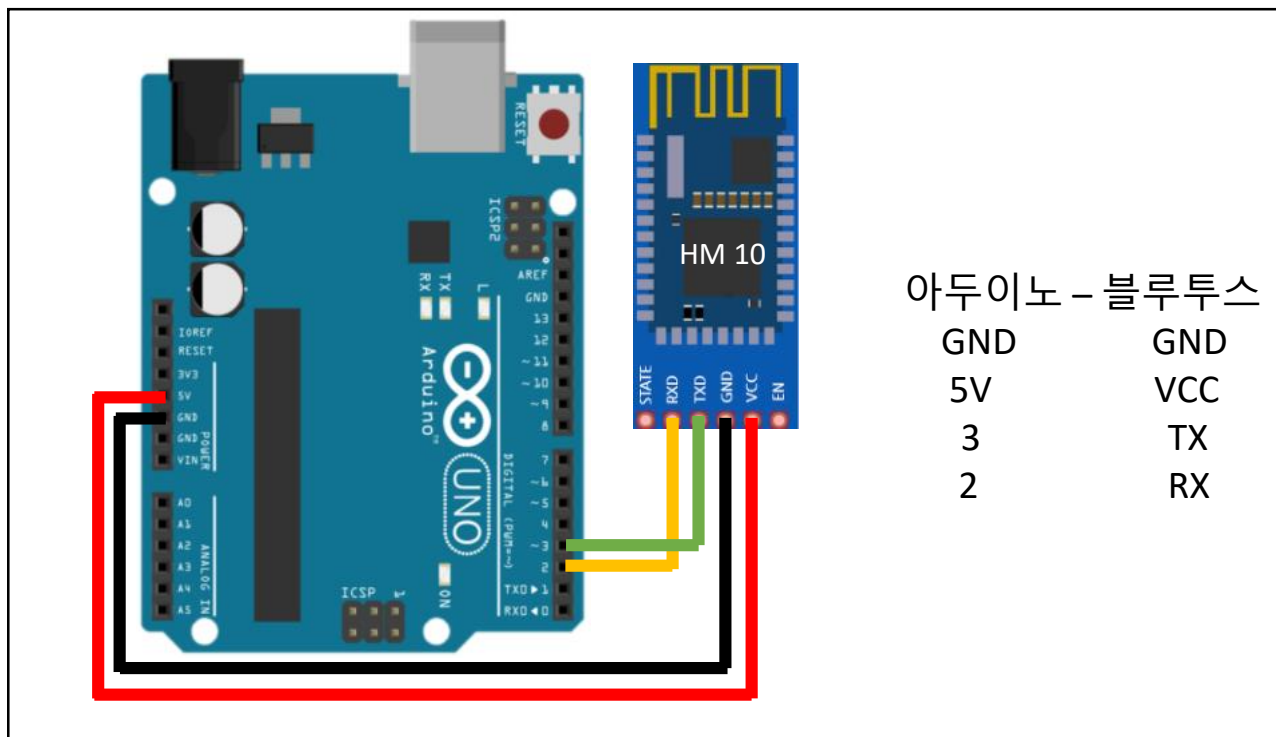 RESET
ICSP2
AREF
GND
13
12
~11
~10
~9
8
7
~6
~5
4
~3
2
TX0▶1
RX0◀0
DIGITAL (PWM=~)
RX
TX
L
Arduino™
UNO
ON
ICSP
1
IOREF
RESET
3V3
5V
GND
GND
VIN
POWER
A0
A1
A2
A3
A4
A5
ANALOG IN
HM 10
STATE
RXD
TXD
GND
VCC
EN
아두이노 – 블루투스
GND GND
5V VCC
3 TX
2 RX